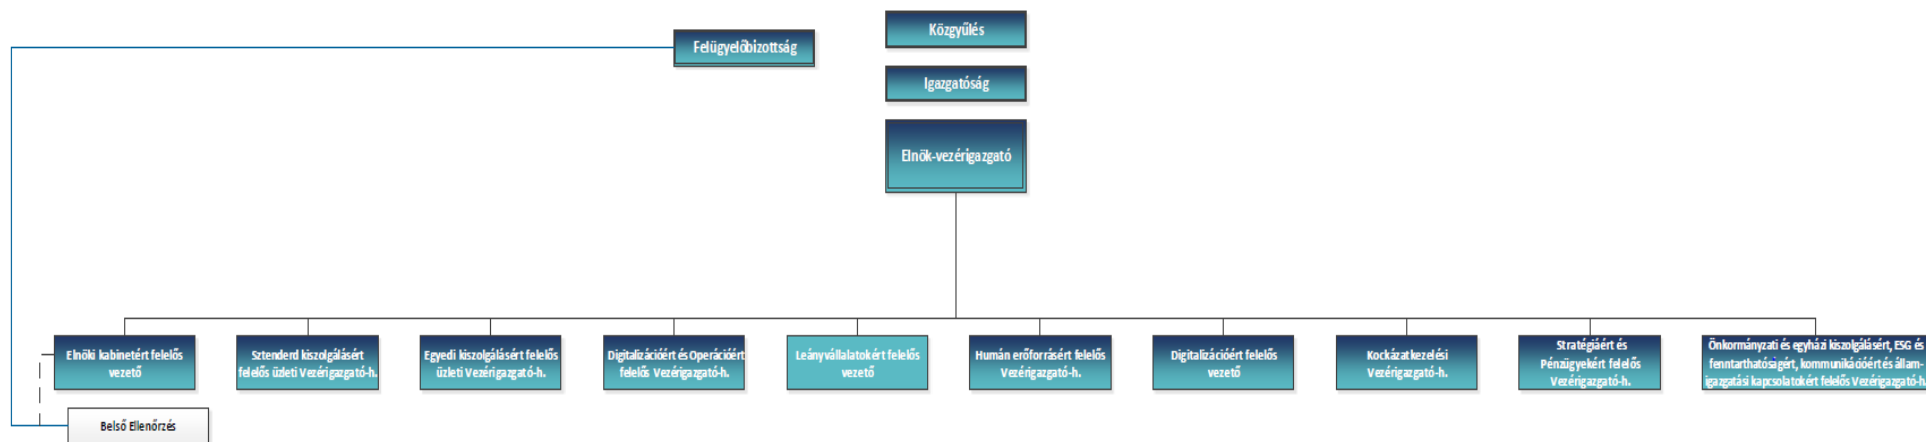 Közgyűlés
Felügyelőbizottság
Igazgatóság
Elnök-vezérigazgató
Elnöki kabinetért felelős
vezető
Sztenderd kiszolgálásért
felelős üzleti Vezérigazgató-h.
Egyedi kiszolgálásért felelős
üzleti Vezérigazgató-h.
Digitalizációért és Operációért
felelős Vezérigazgató-h.
Leányvállalatokért felelős
vezető
Humán erőforrásért felelős
Vezérigazgató-h.
Digitalizációért felelős
vezető
Kockázatkezelési
Vezérigazgató-h.
Stratégiáért és
Pénzügyekért felelős
Vezérigazgató-h.
Önkormányzati és egyházi kiszolgálásért, ESG és
fenntarthatóságért, kommunikációért és állam-
igazgatási kapcsolatokért felelős Vezérigazgató-h.
Belső Ellenőrzés